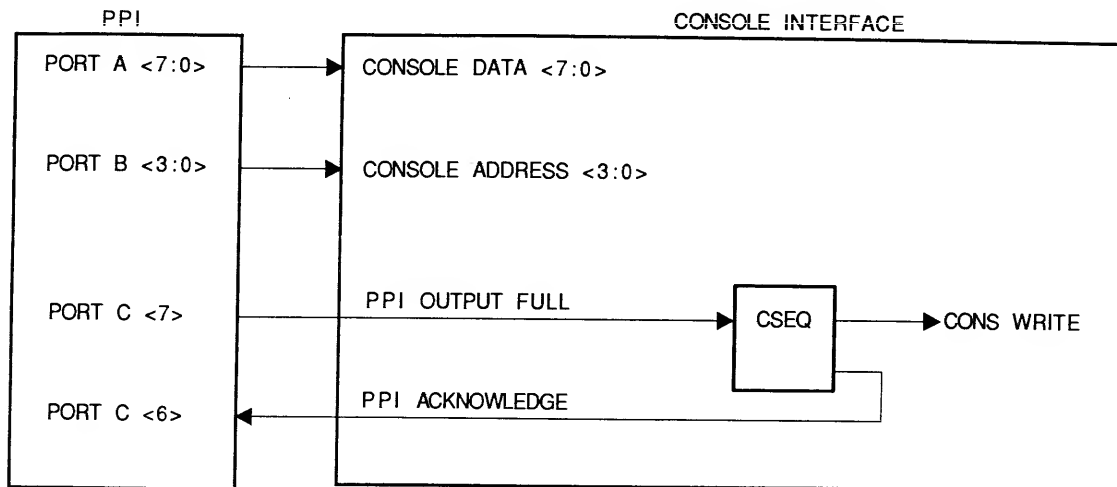 PPI
CONSOLE INTERFACE
PORT A <7:0>
CONSOLE DATA <7:0>
PORT B <3:0>
CONSOLE ADDRESS <3:0>
PORT C <7>
PPI OUTPUT FULL
CSEQ
CONS WRITE
PORT C <6>
PPI ACKNOWLEDGE